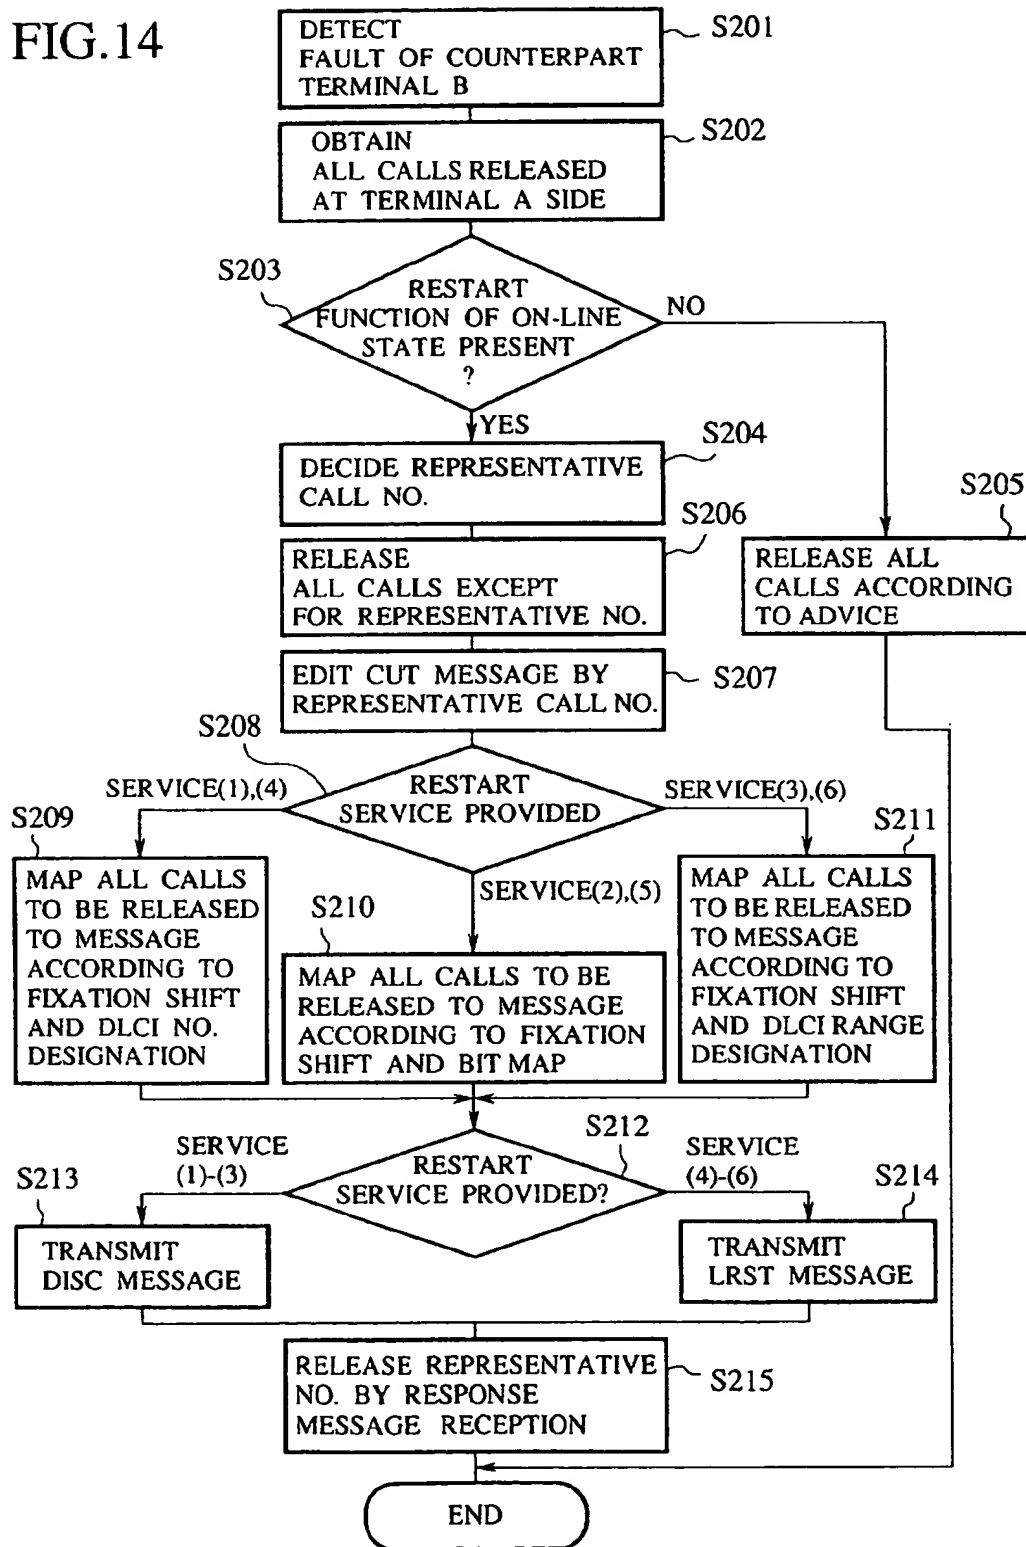 FIG.14
DETECT
FAULT OF COUNTERPART
TERMINAL B
S201
OBTAIN
ALL CALLS RELEASED
AT TERMINAL A SIDE
S202
S203
RESTART
FUNCTION OF ON-LINE
STATE PRESENT
?
NO
YES
DECIDE REPRESENTATIVE
CALL NO.
S204
S205
RELEASE ALL
CALLS ACCORDING
TO ADVICE
RELEASE
ALL CALLS EXCEPT
FOR REPRESENTATIVE NO.
S206
EDIT CUT MESSAGE BY
REPRESENTATIVE CALL NO.
S207
S208
RESTART
SERVICE PROVIDED
SERVICE(1),(4)
SERVICE(3),(6)
SERVICE(2),(5)
S209
MAP ALL CALLS
TO BE RELEASED
TO MESSAGE
ACCORDING TO
FIXATION SHIFT
AND DLCI NO.
DESIGNATION
S210
MAP ALL CALLS TO BE
RELEASED TO MESSAGE
ACCORDING TO FIXATION
SHIFT AND BIT MAP
S211
MAP ALL CALLS
TO BE RELEASED
TO MESSAGE
ACCORDING TO
FIXATION SHIFT
AND DLCI RANGE
DESIGNATION
S212
RESTART
SERVICE PROVIDED?
SERVICE
(1)-(3)
SERVICE
(4)-(6)
S213
TRANSMIT
DISC MESSAGE
S214
TRANSMIT
LRST MESSAGE
RELEASE REPRESENTATIVE
NO. BY RESPONSE
MESSAGE RECEPTION
S215
END